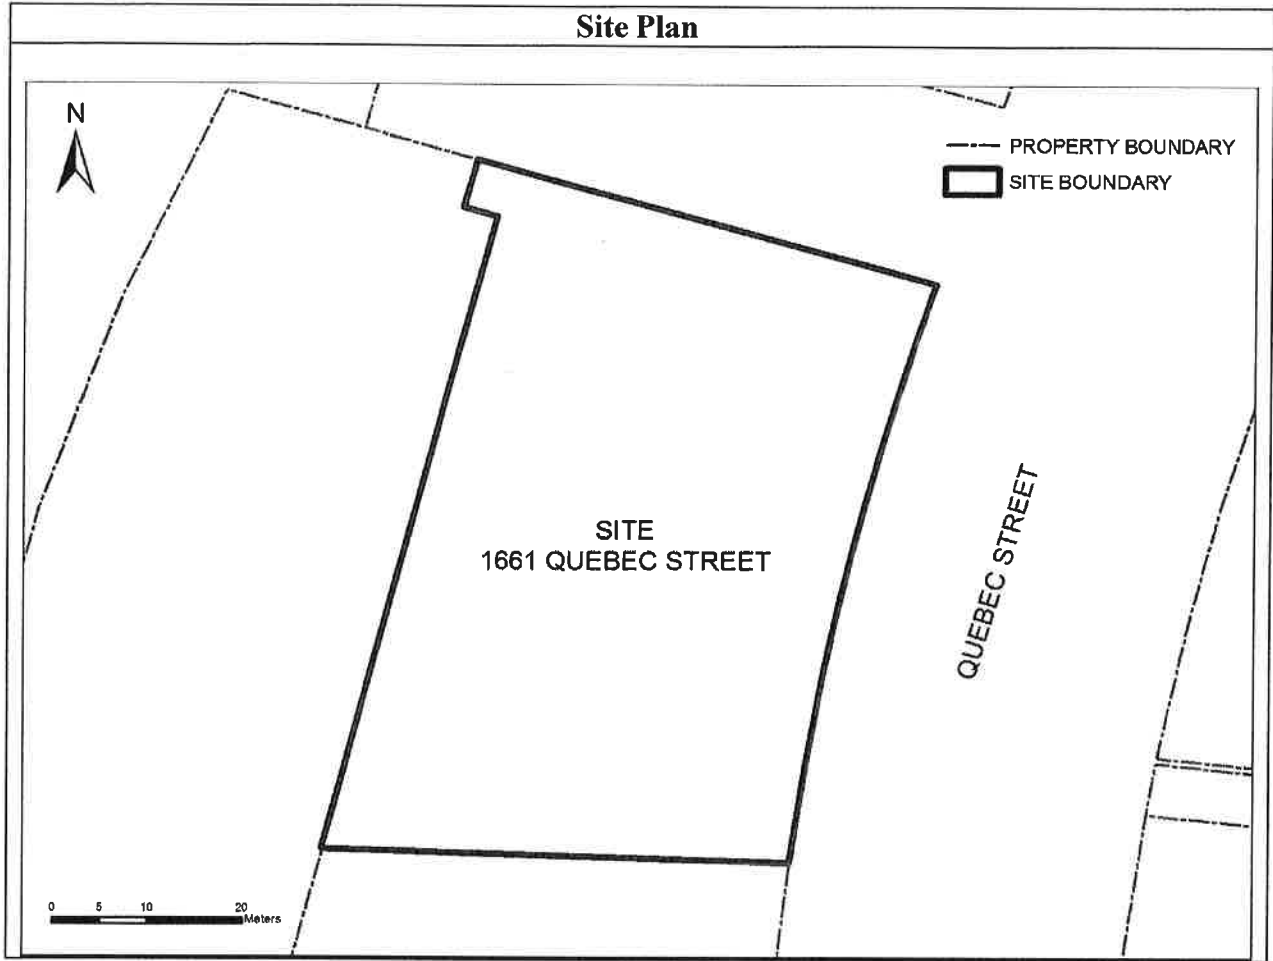 Site Plan
N
PROPERTY BOUNDARY
SITE BOUNDARY
SITE
1661 QUEBEC STREET
QUEBEC STREET
0 5 10 20
Meters